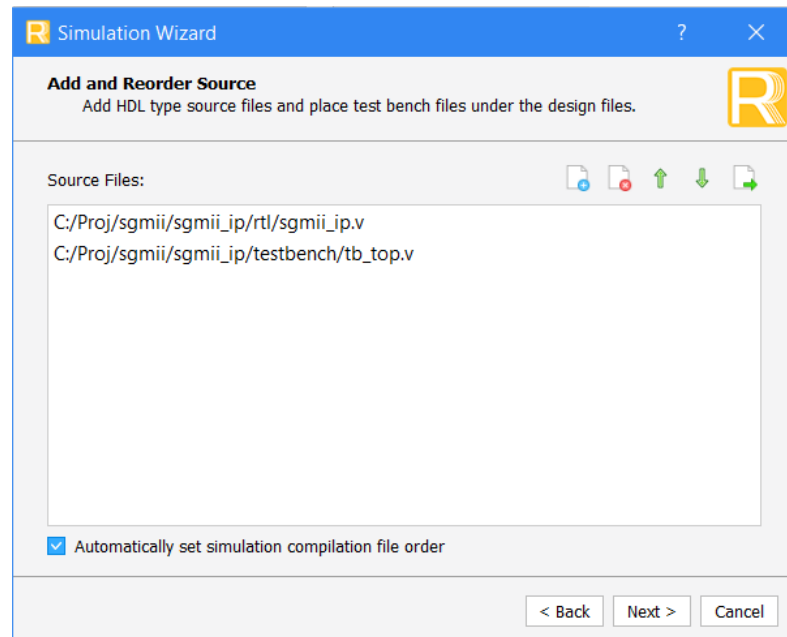 Simulation Wizard
?
Add and Reorder Source
Add HDL type source files and place test bench files under the design files.
Source Files:
C:/Proj/sgmii/sgmii_ip/rtl/sgmii_ip.v
C:/Proj/sgmii/sgmii_ip/testbench/tb_top.v
Automatically set simulation compilation file order
< Back
Next >
Cancel